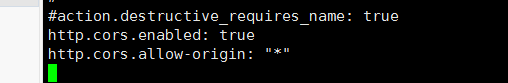 #
#action.destructive_requires_name: true
http.cors.enabled: true
http.cors.allow-origin: "*"